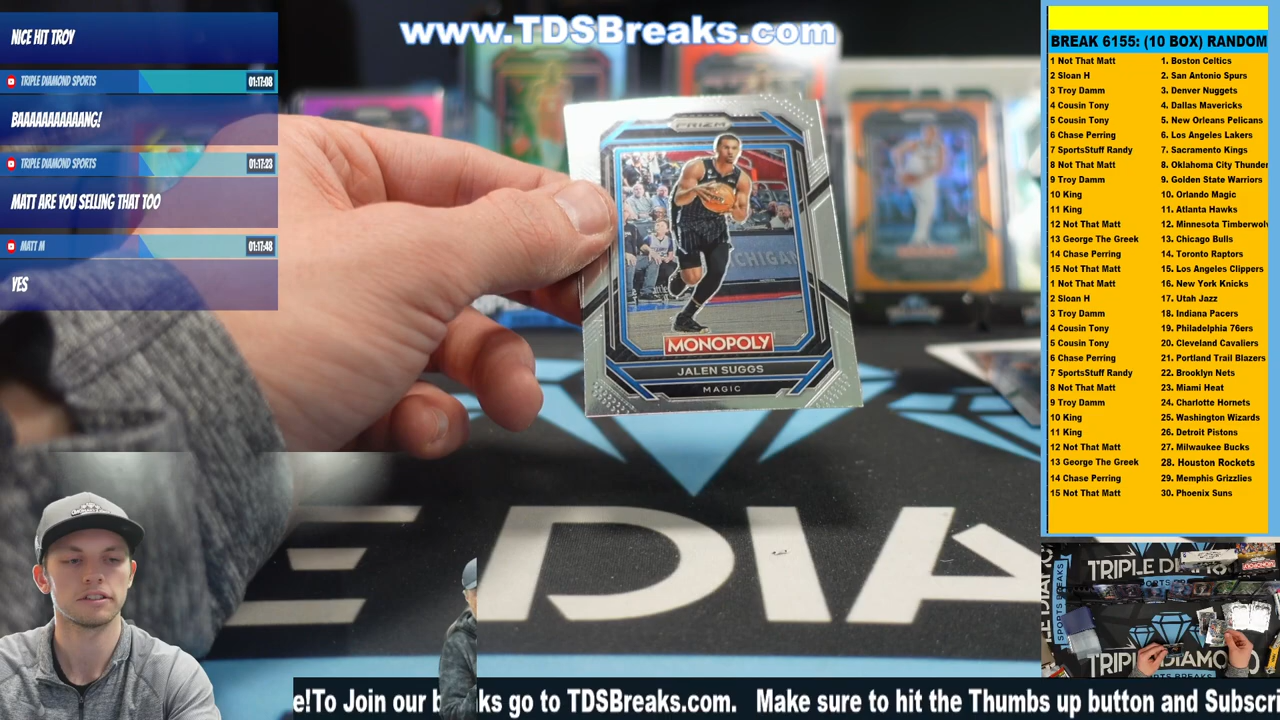 NICE HIT TROY
TRIPLE DIAMOND SPORTS 01:17:08
BAAAAAAAAAANG!
TRIPLE DIAMOND SPORTS 01:17:23
MATT ARE YOU SELLING THAT TOO
MATT M 01:17:48
YES
www.TDSBreaks.com
PRIZM
CHIGAN
MONOPOLY
JALEN SUGGS
MAGIC
E DIA
BREAK 6155: (10 BOX) RANDOM
1 Not That Matt 1. Boston Celtics
2 Sloan H 2. San Antonio Spurs
3 Troy Damm 3. Denver Nuggets
4 Cousin Tony 4. Dallas Mavericks
5 Cousin Tony 5. New Orleans Pelicans
6 Chase Perring 6. Los Angeles Lakers
7 SportsStuff Randy 7. Sacramento Kings
8 Not That Matt 8. Oklahoma City Thunder
9 Troy Damm 9. Golden State Warriors
10 King 10. Orlando Magic
11 King 11. Atlanta Hawks
12 Not That Matt 12. Minnesota Timberwol
13 George The Greek 13. Chicago Bulls
14 Chase Perring 14. Toronto Raptors
15 Not That Matt 15. Los Angeles Clippers
1 Not That Matt 16. New York Knicks
2 Sloan H 17. Utah Jazz
3 Troy Damm 18. Indiana Pacers
4 Cousin Tony 19. Philadelphia 76ers
5 Cousin Tony 20. Cleveland Cavaliers
6 Chase Perring 21. Portland Trail Blazers
7 SportsStuff Randy 22. Brooklyn Nets
8 Not That Matt 23. Miami Heat
9 Troy Damm 24. Charlotte Hornets
10 King 25. Washington Wizards
11 King 26. Detroit Pistons
12 Not That Matt 27. Milwaukee Bucks
13 George The Greek 28. Houston Rockets
14 Chase Perring 29. Memphis Grizzlies
15 Not That Matt 30. Phoenix Suns
TRIPLE DIAMO
SPORTS BREAKS
TRIPLE DIAMOND
e!To Join our b ks go to TDSBreaks.com. Make sure to hit the Thumbs up button and Subscri